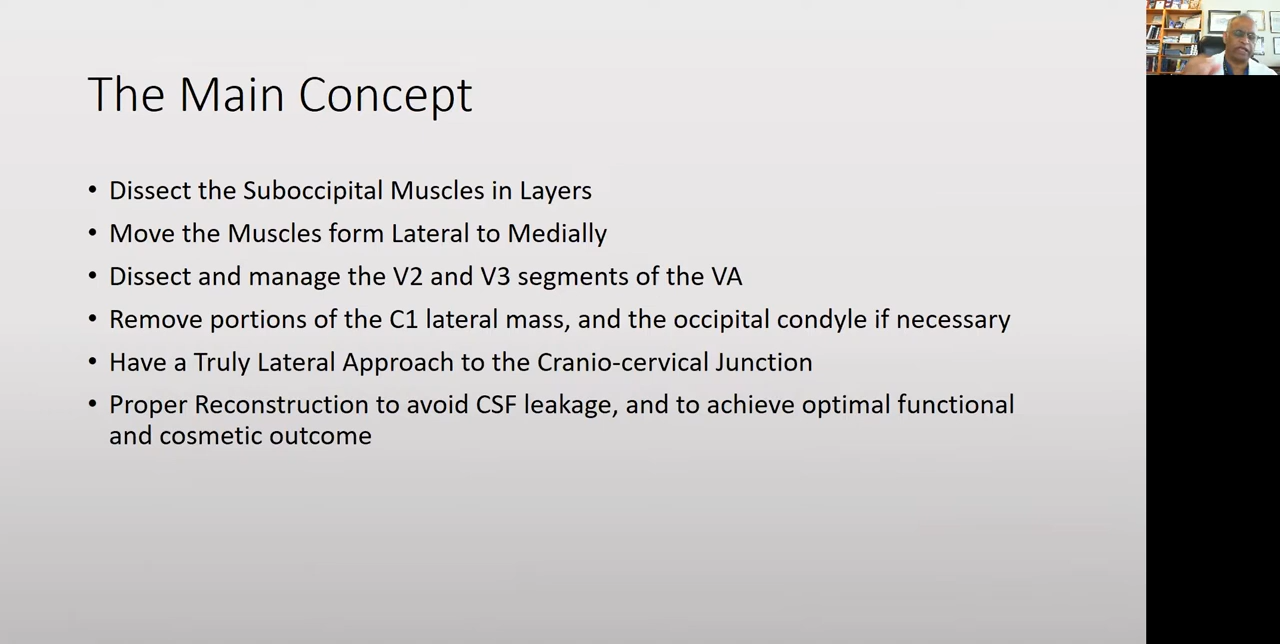 The Main Concept
• Dissect the Suboccipital Muscles in Layers
• Move the Muscles form Lateral to Medially
• Dissect and manage the V2 and V3 segments of the VA
• Remove portions of the C1 lateral mass, and the occipital condyle if necessary
• Have a Truly Lateral Approach to the Cranio-cervical Junction
• Proper Reconstruction to avoid CSF leakage, and to achieve optimal functional
and cosmetic outcome